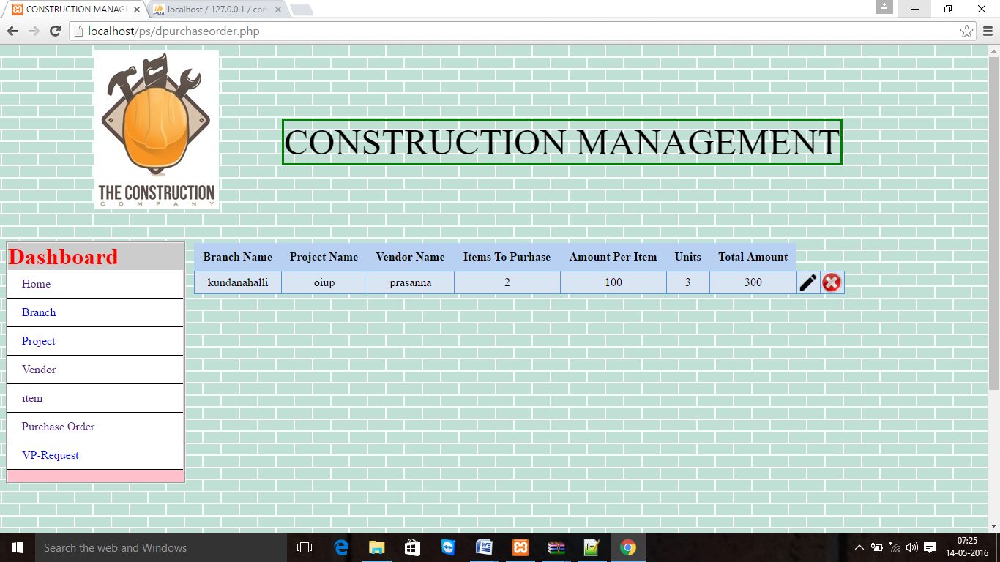 CONSTRUCTION MANAG
localhost / 127.0.0.1 / con
localhost/ps/dpurchaseorder.php
THE CONSTRUCTION
COMPANY
CONSTRUCTION MANAGEMENT
Dashboard
Home
Branch
Project
Vendor
item
Purchase Order
VP-Request
Branch Name Project Name Vendor Name Items To Purhase Amount Per Item Units Total Amount
kundanahalli oiup prasanna 2 100 3 300
Search the web and Windows
07:25
14-05-2016